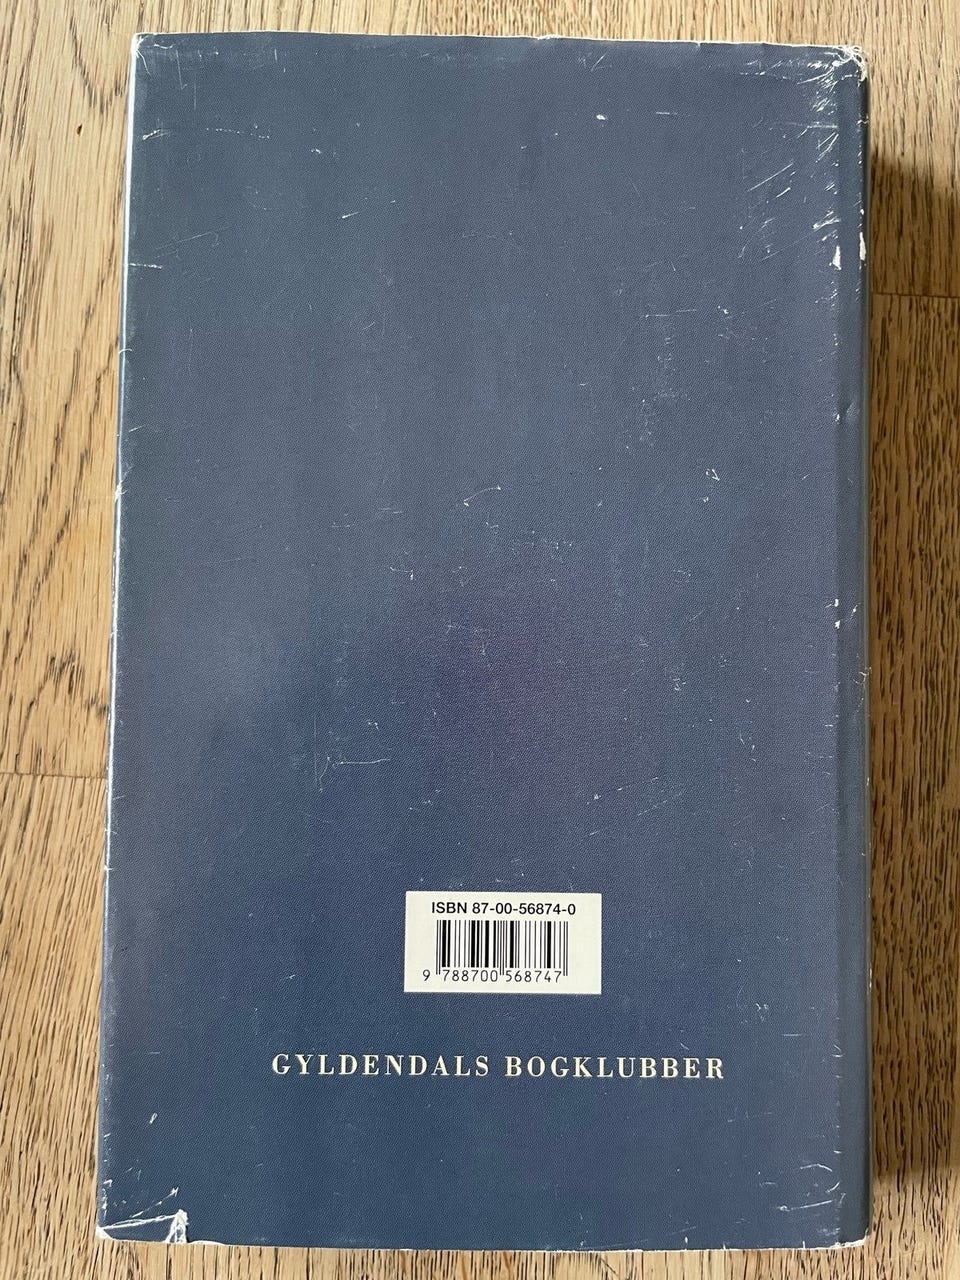 ISBN 87-00-56874-0
9 788700 568747
GYLDENDALS BOGKLUBBER